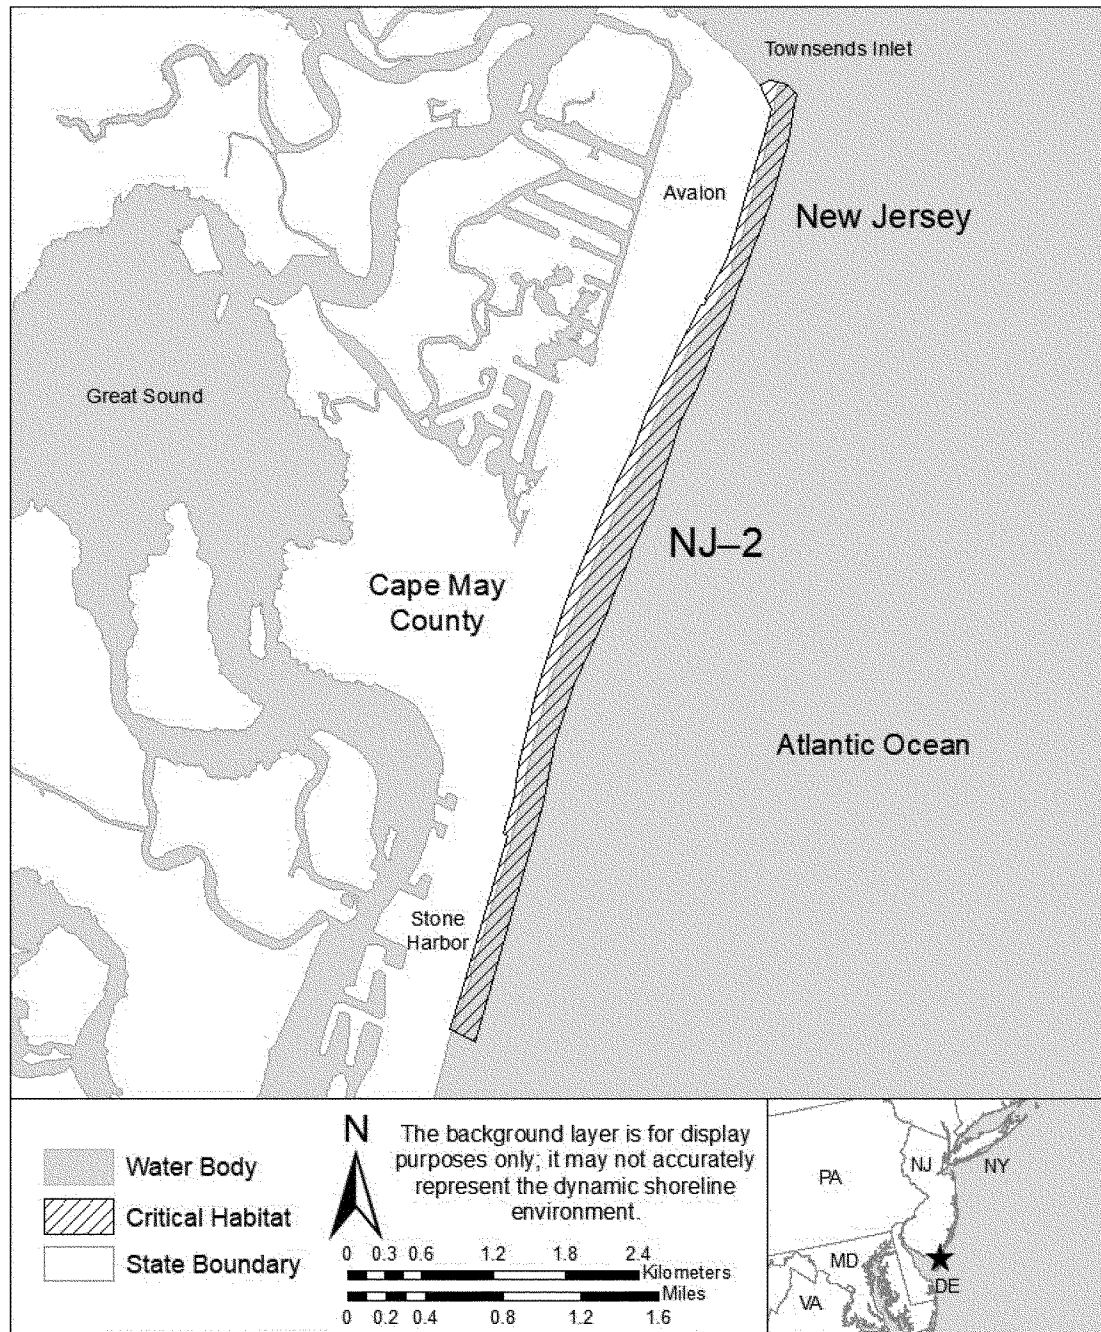 Townsends Inlet
Avalon
New Jersey
Great Sound
NJ–2
Cape May
County
Atlantic Ocean
Stone
Harbor
Water Body
Critical Habitat
State Boundary
N
The background layer is for display
purposes only; it may not accurately
represent the dynamic shoreline
environment.
0 0.3 0.6 1.2 1.8 2.4
Kilometers
Miles
0 0.2 0.4 0.8 1.2 1.6
PA
NJ
NY
MD
DE
VA